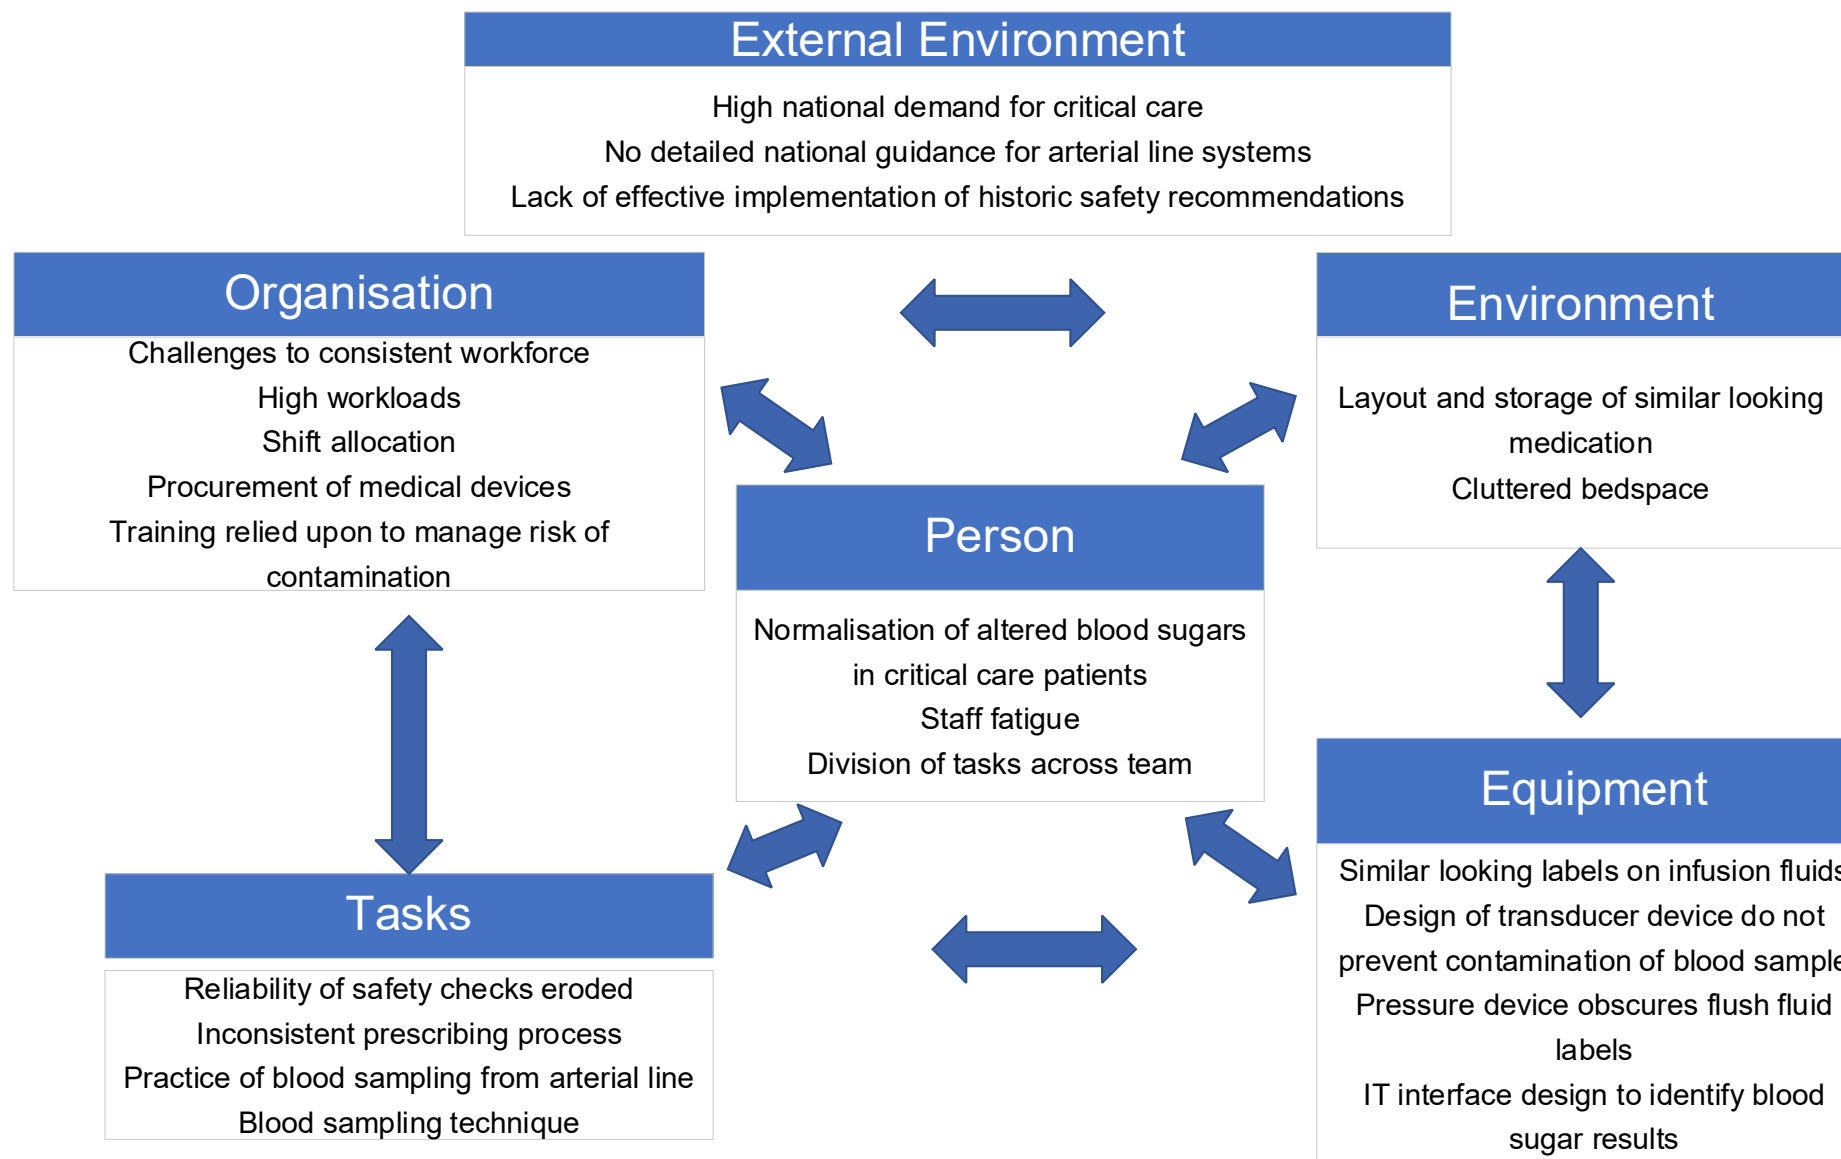 External Environment
High national demand for critical care
No detailed national guidance for arterial line systems
Lack of effective implementation of historic safety recommendations
Organisation
Challenges to consistent workforce
High workloads
Shift allocation
Procurement of medical devices
Training relied upon to manage risk of
contamination
Environment
Layout and storage of similar looking
medication
Cluttered bedspace
Person
Normalisation of altered blood sugars
in critical care patients
Staff fatigue
Division of tasks across team
Tasks
Reliability of safety checks eroded
Inconsistent prescribing process
Practice of blood sampling from arterial line
Blood sampling technique
Equipment
Similar looking labels on infusion fluids
Design of transducer device do not
prevent contamination of blood sample
Pressure device obscures flush fluid
labels
IT interface design to identify blood
sugar results